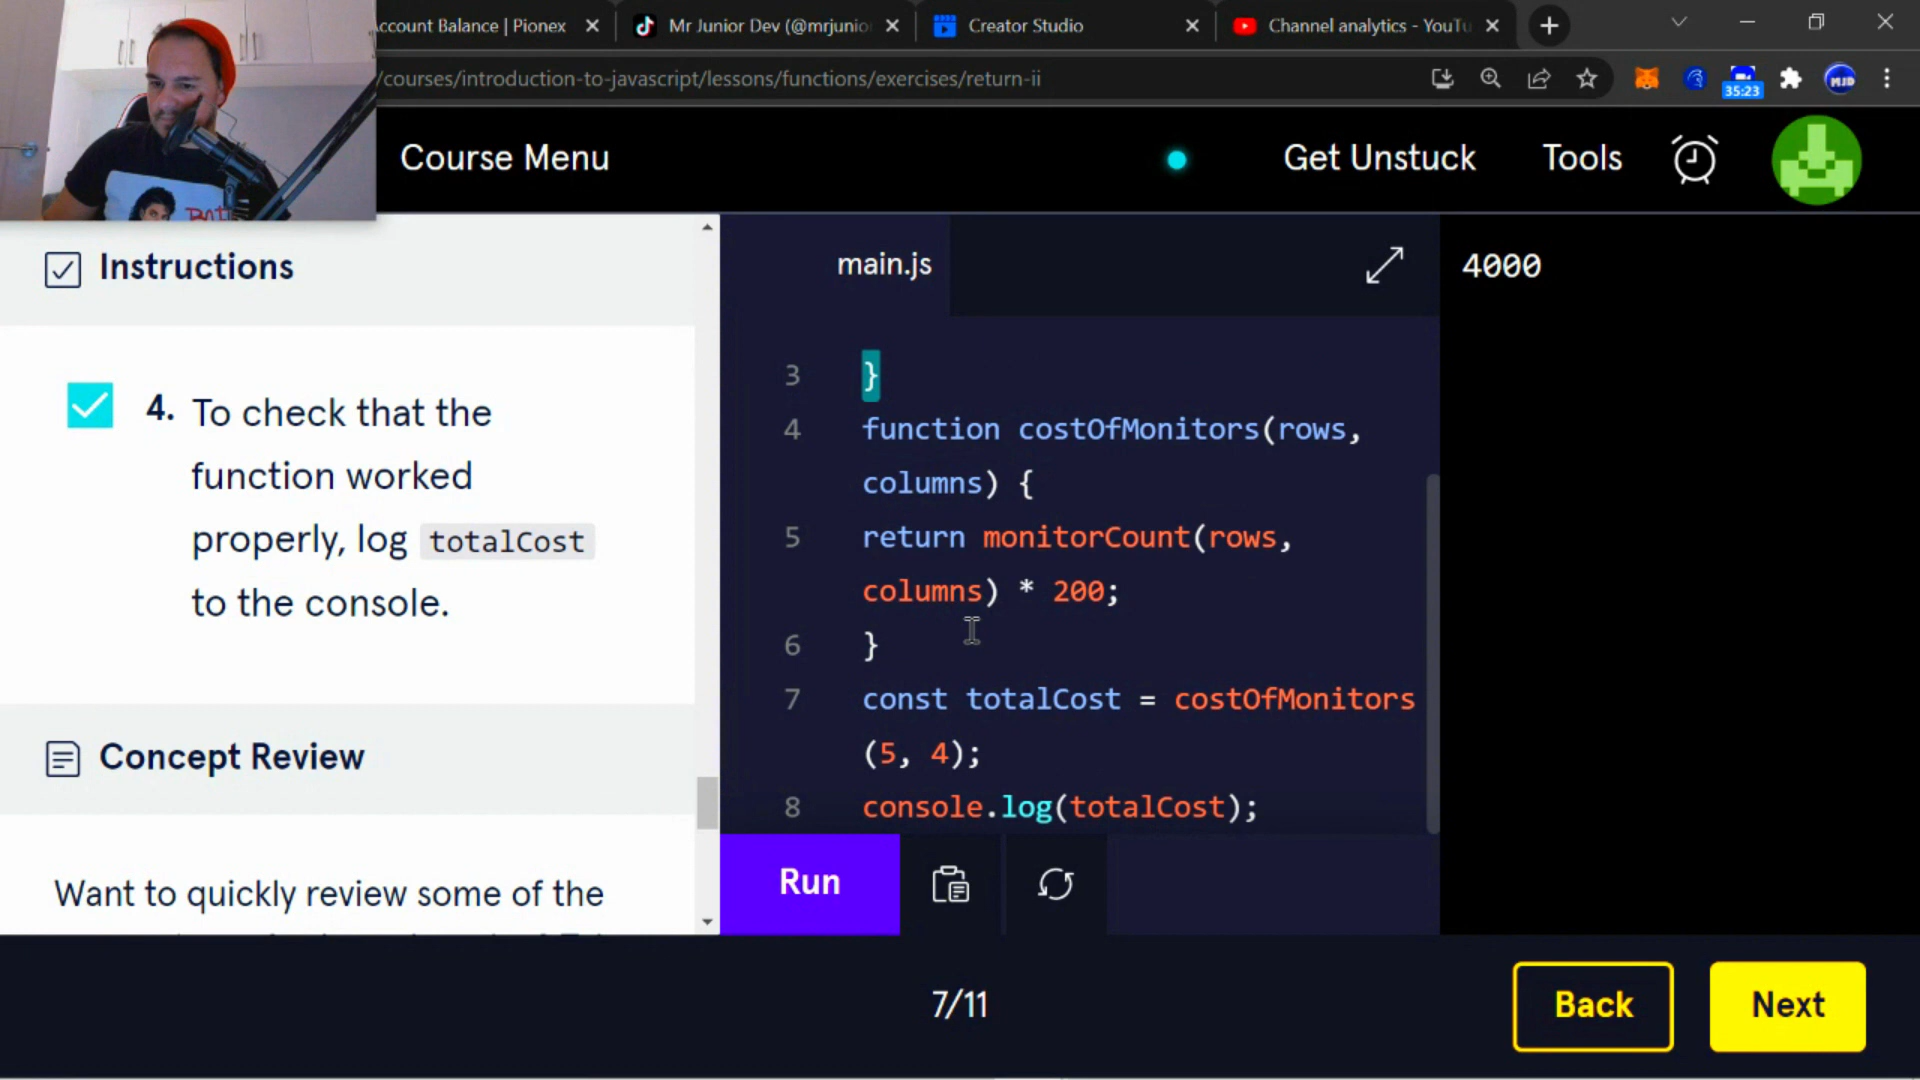 ccount Balance | Pionex
Mr Junior Dev (@mrjunio
Creator Studio
Channel analytics - YouTu
/courses/introduction-to-javascript/lessons/functions/exercises/return-ii
35:23
MJD
Course Menu
Get Unstuck
Tools
Instructions
4. To check that the
function worked
properly, log totalCost
to the console.
Concept Review
Want to quickly review some of the
main.js
3 }
4 function costOfMonitors(rows,
columns) {
5 return monitorCount(rows,
columns) * 200;
6 }
7 const totalCost = costOfMonitors
(5, 4);
8 console.log(totalCost);
Run
4000
7/11
Back
Next